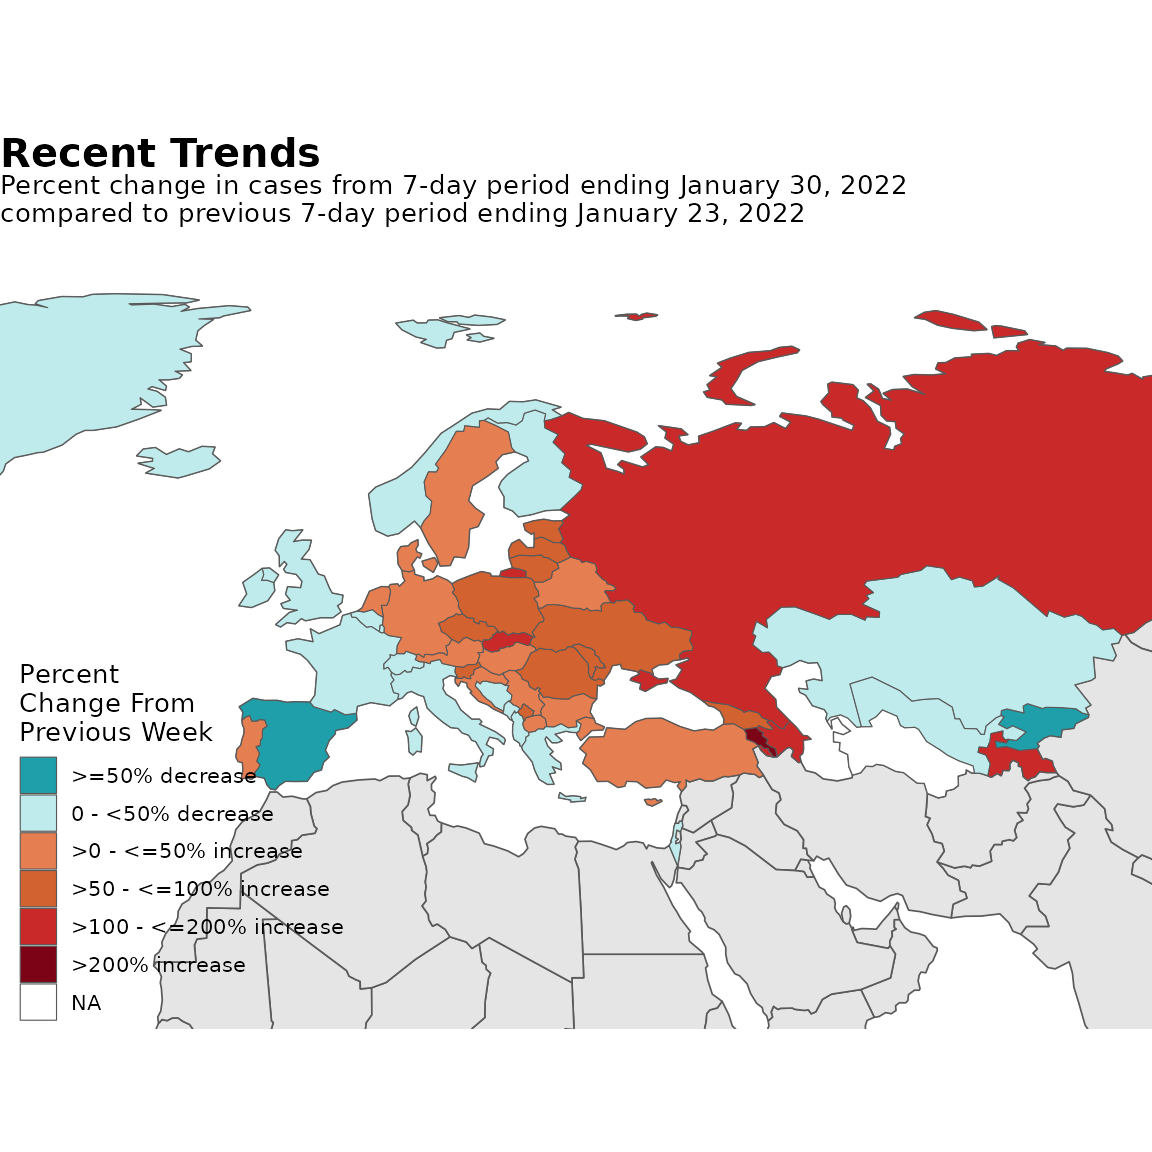 Recent Trends
Percent change in cases from 7-day period ending January 30, 2022
compared to previous 7-day period ending January 23, 2022
Percent
Change From
Previous Week
>=50% decrease
0 - <50% decrease
>0 - <=50% increase
>50 - <=100% increase
>100 - <=200% increase
>200% increase
NA